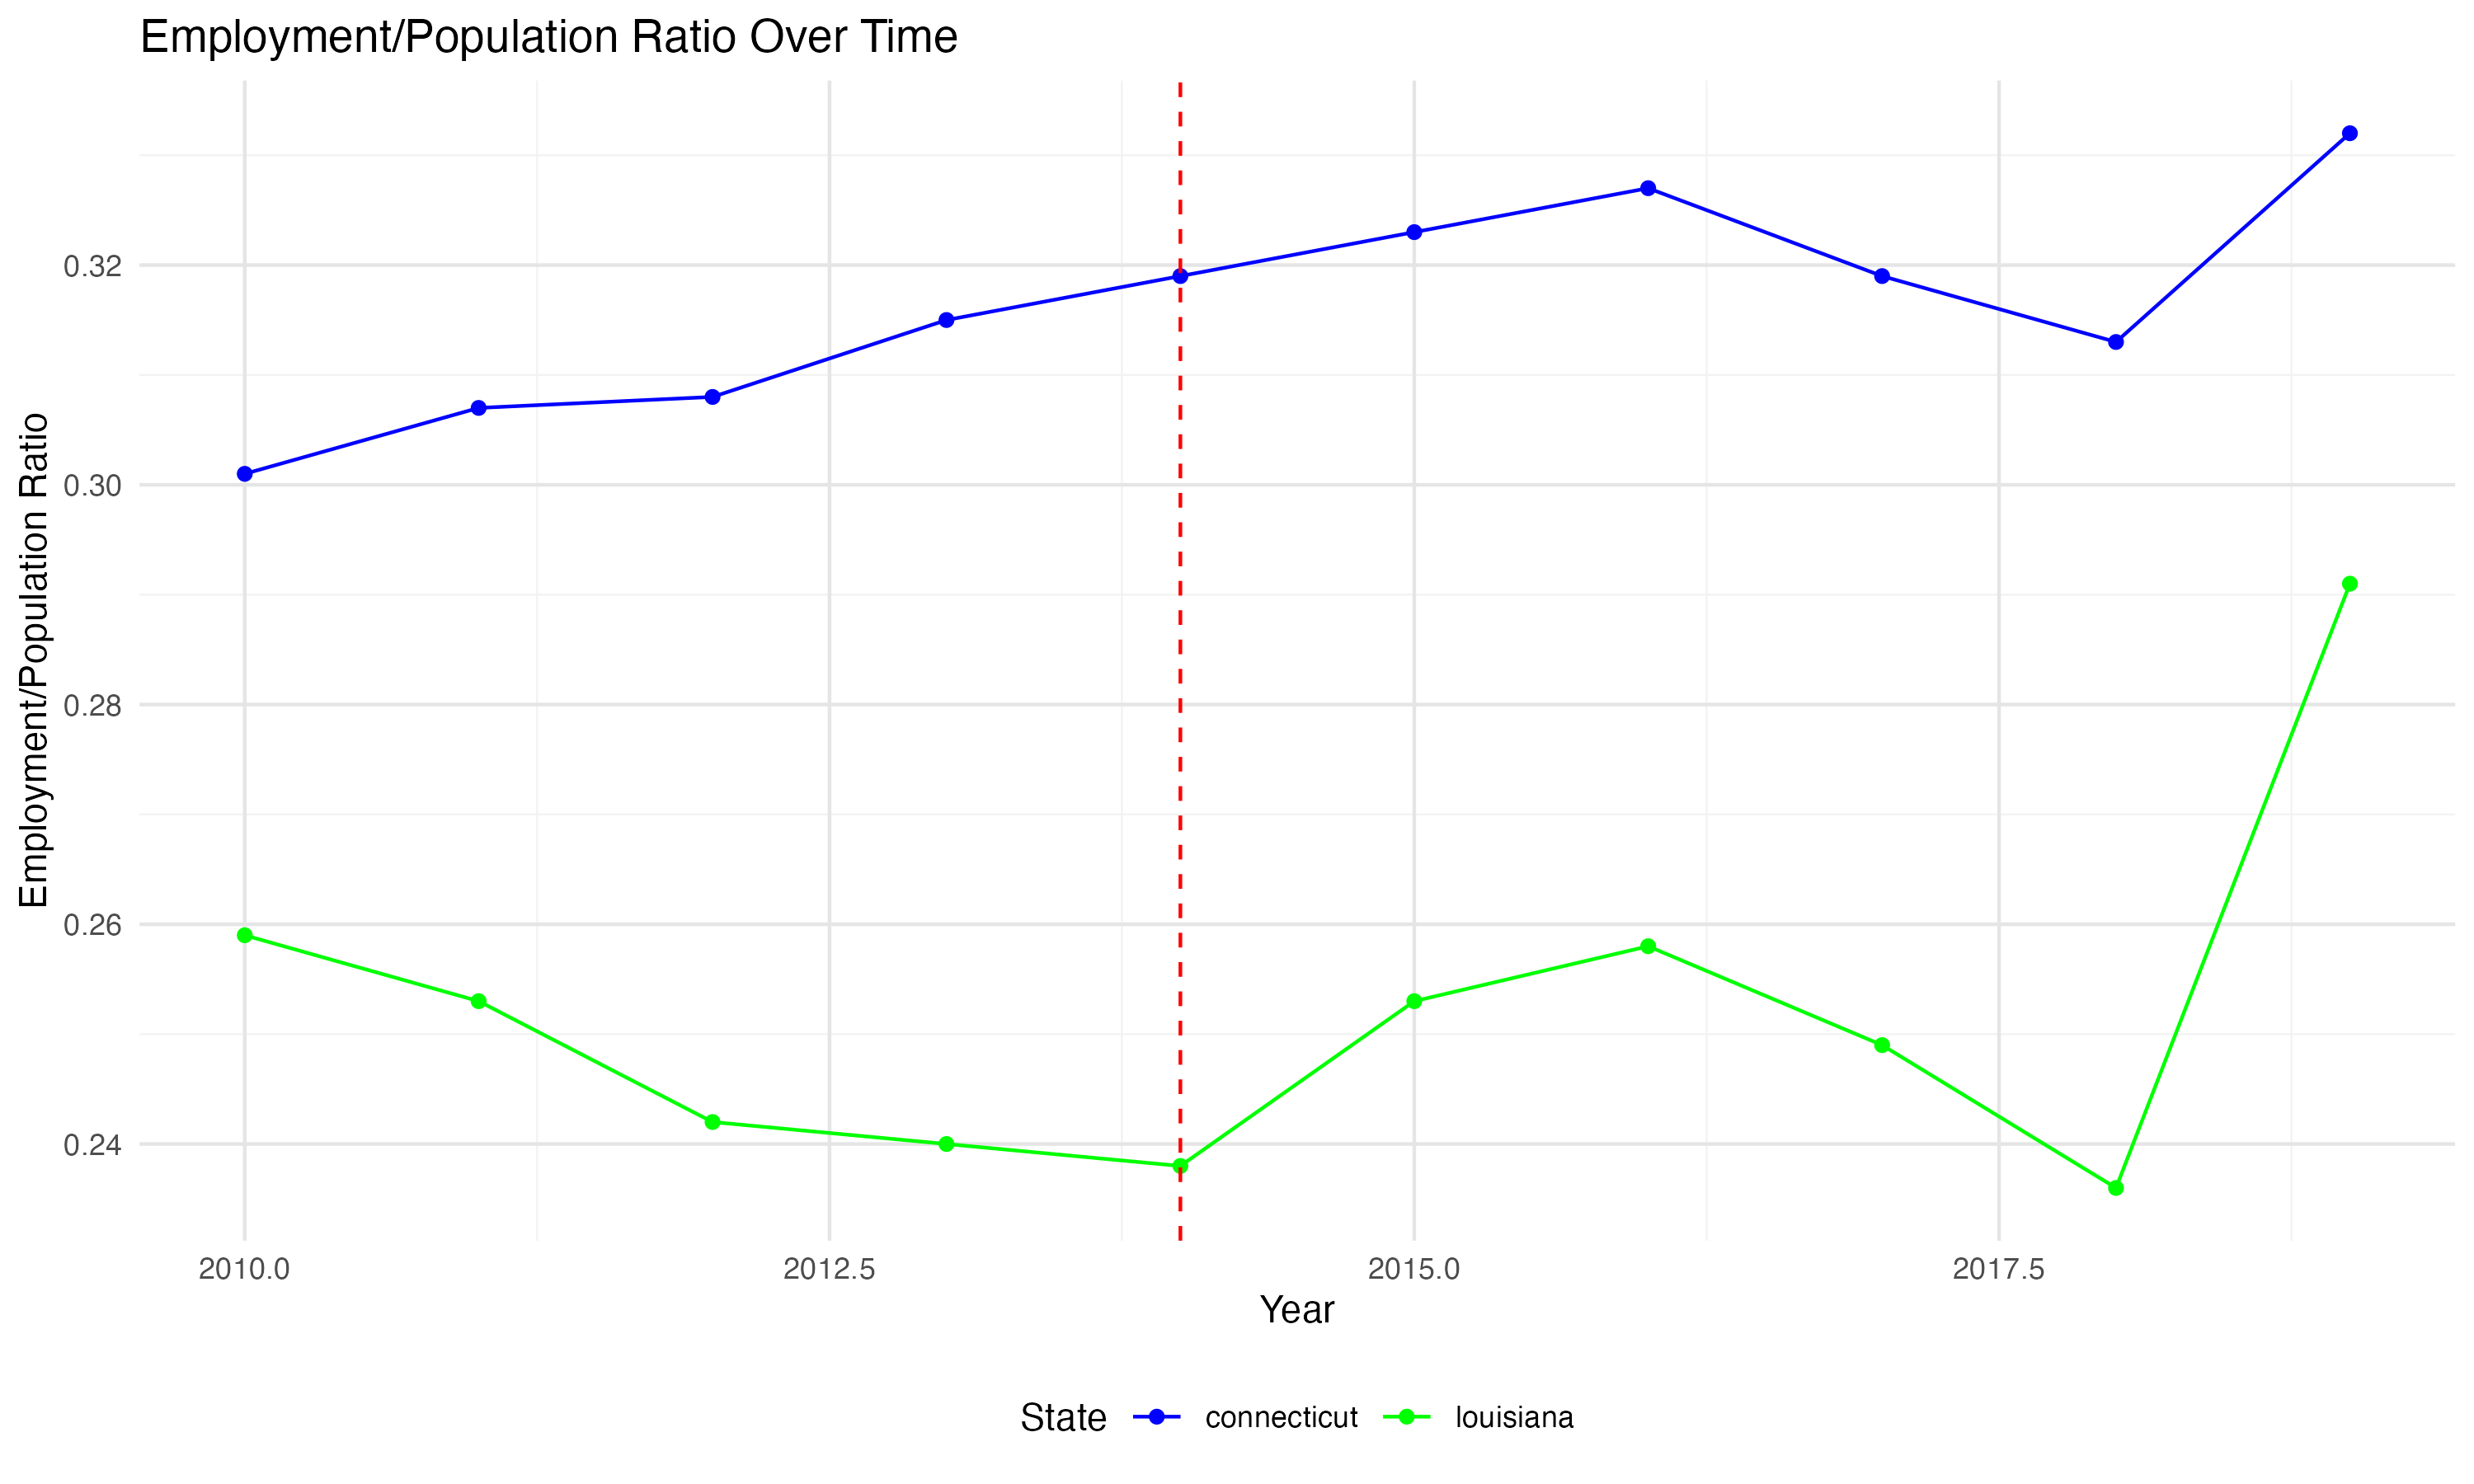 Employment/Population Ratio Over Time
Employment/Population Ratio
0.32
0.30
0.28
0.26
0.24
2010.0 2012.5 2015.0 2017.5
Year
State connecticut louisiana